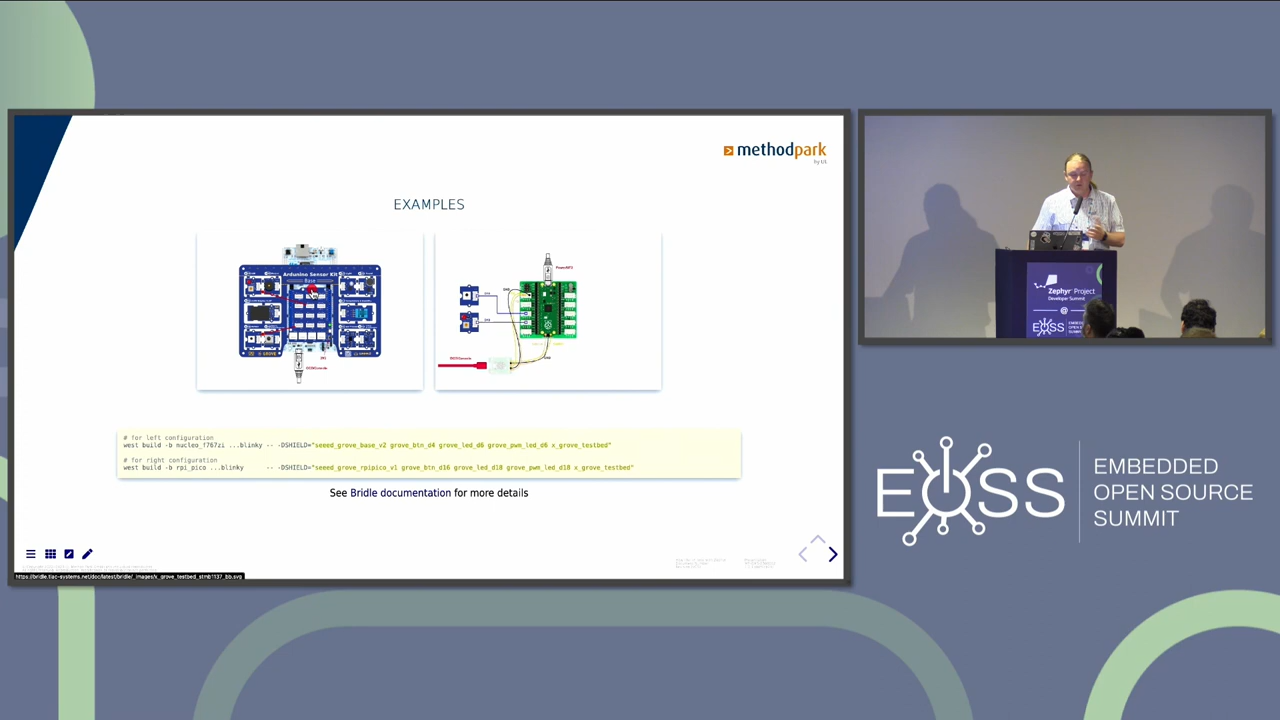 methodpark
by UL
EXAMPLES
Arduino Sensor Kit
Base
# for left configuration
west build -b nucleo_f767zi ...blinky -- -DSHIELD="seeed_grove_base_v2 grove_btn_d4 grove_led_d6 grove_pwm_led_d6 x_grove_testbed"
# for right configuration
west build -b rpi_pico ...blinky -- -DSHIELD="seeed_grove_rpipico_v1 grove_btn_d16 grove_led_d18 grove_pwm_led_d18 x_grove_testbed"
See Bridle documentation for more details
Zephyr Project
Developer Summit
@
EOSS
EOSS
EMBEDDED
OPEN SOURCE
SUMMIT